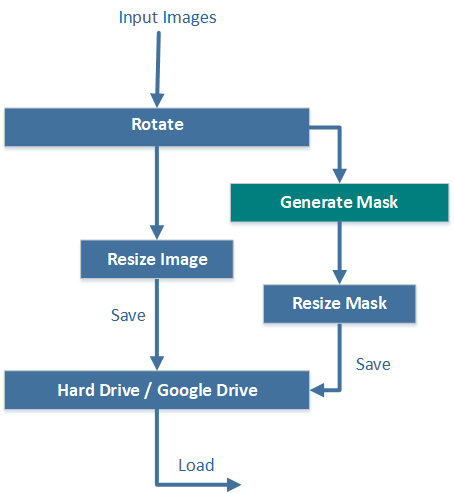 Input Images
Rotate
Generate Mask
Resize Image
Resize Mask
Save
Save
Hard Drive / Google Drive
Load